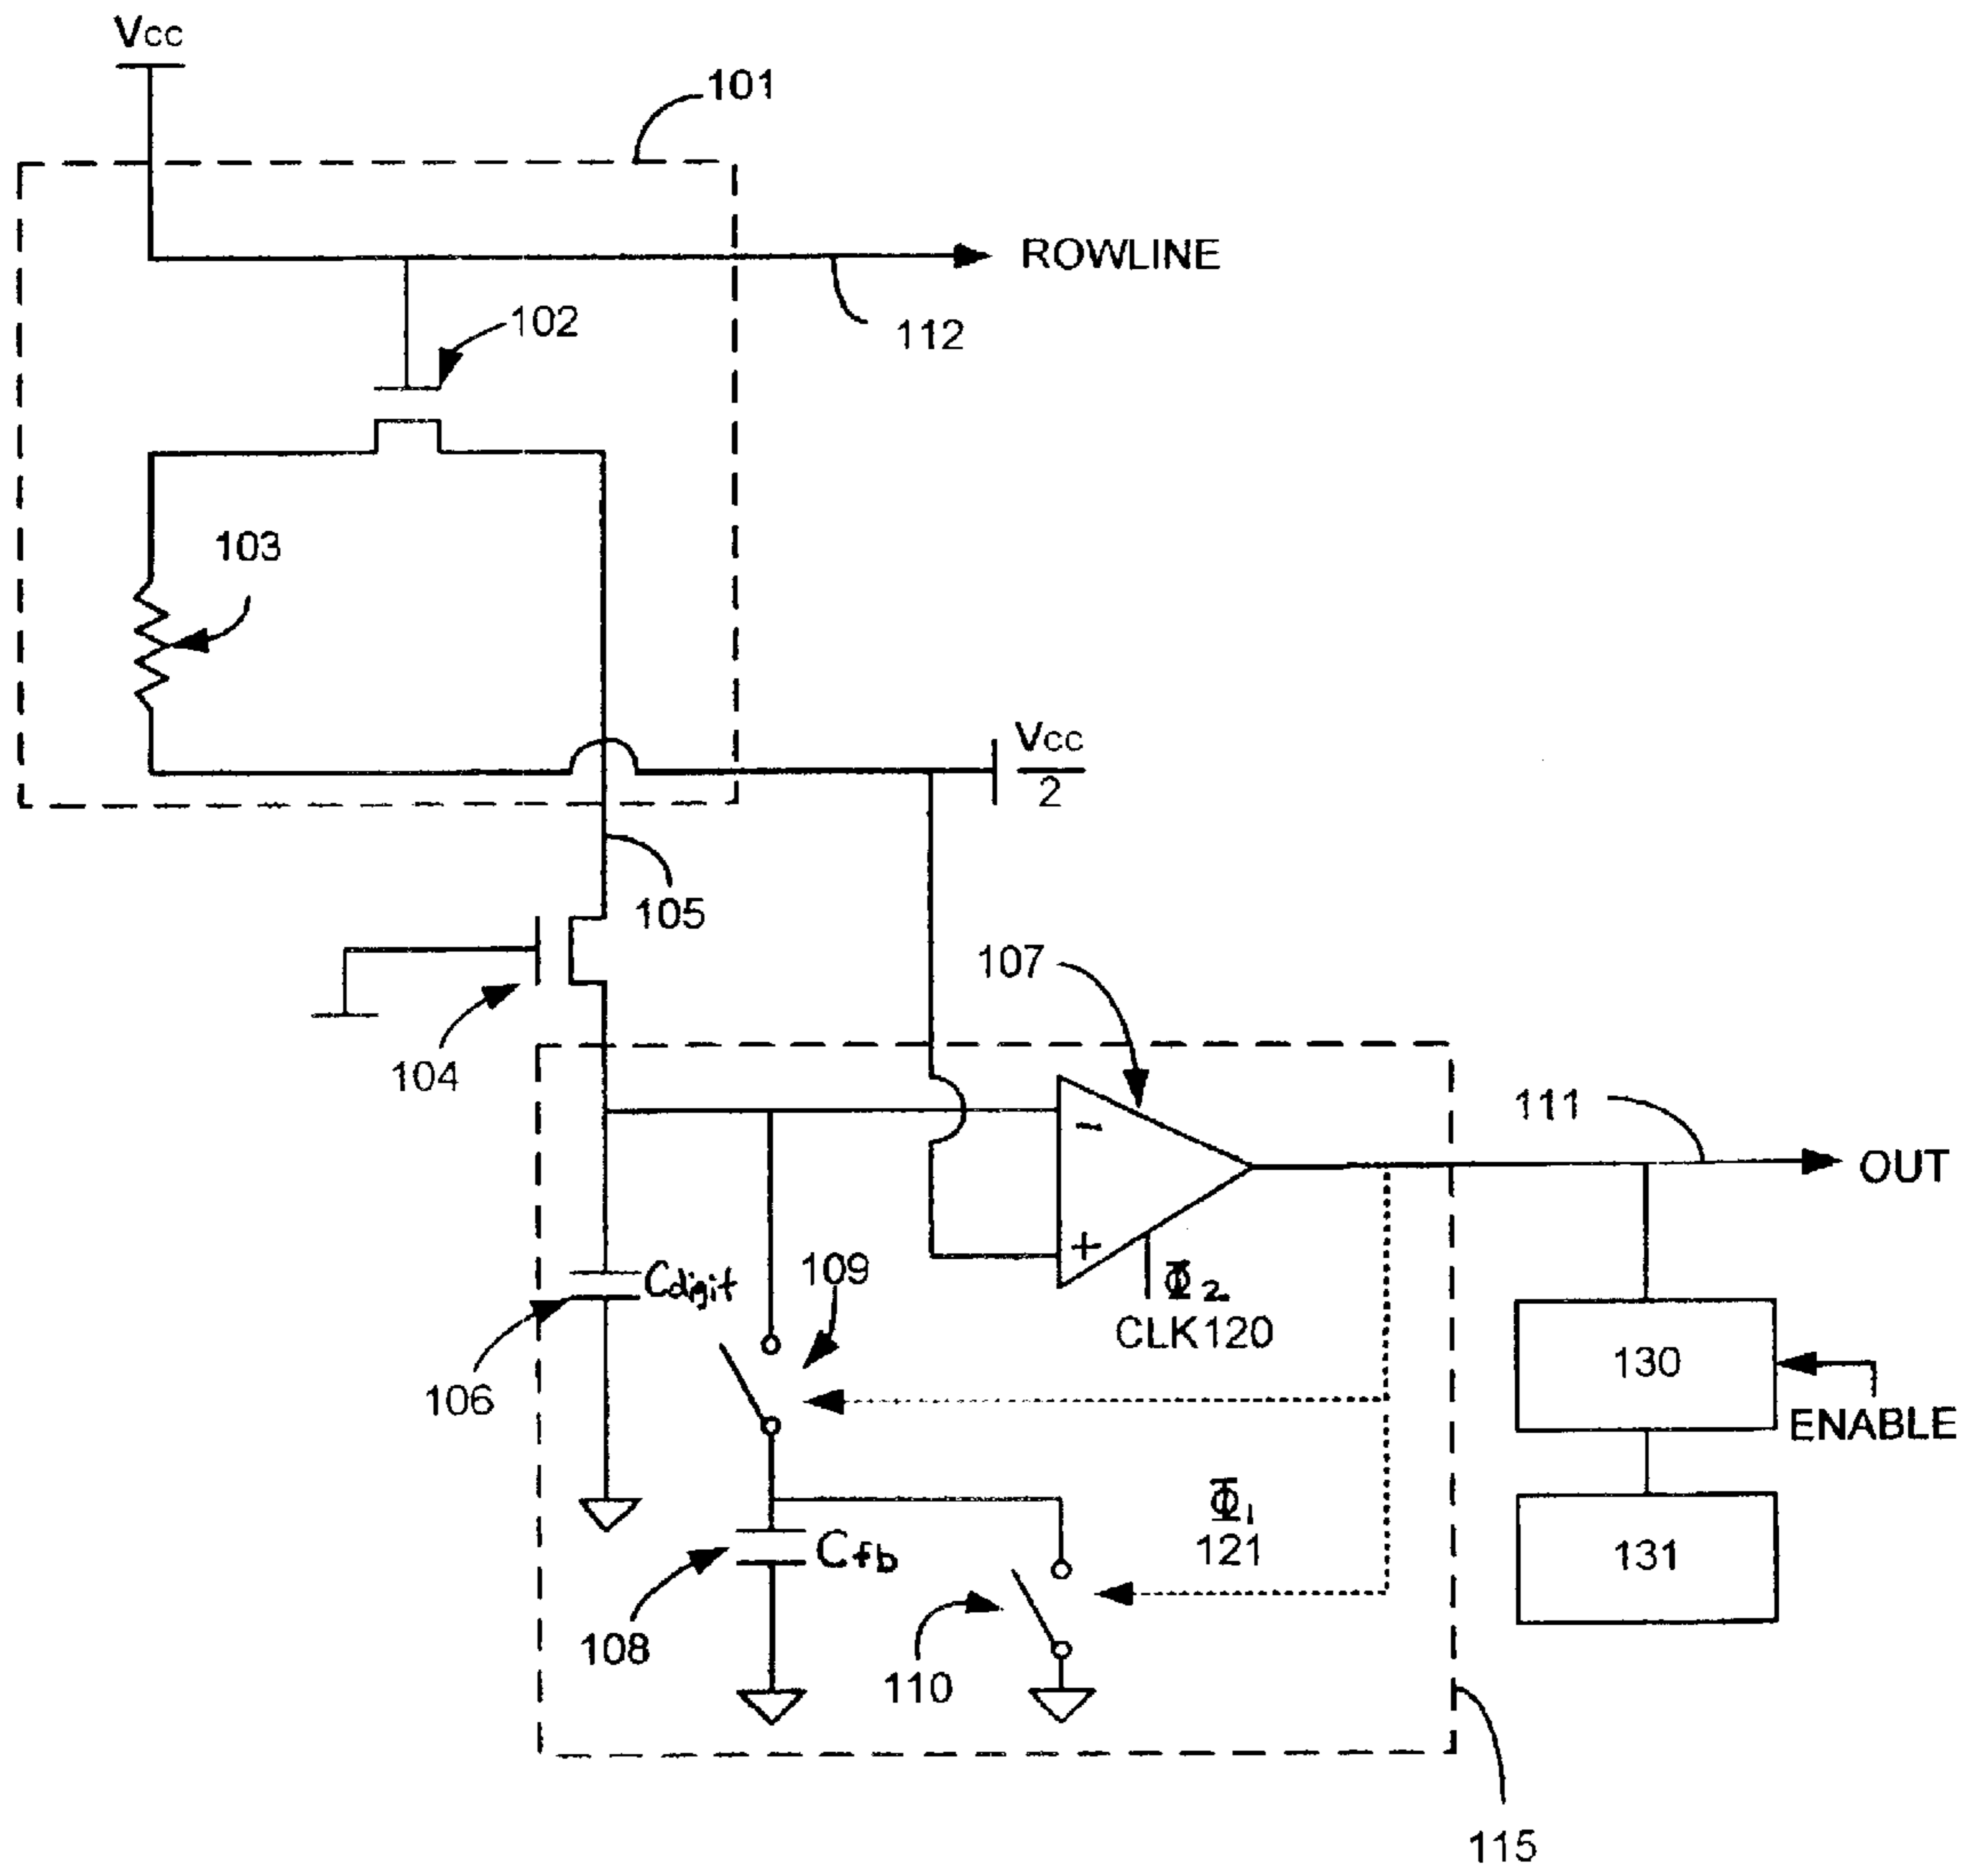 Vcc
101
ROWLINE
102
112
103
Vcc
2
105
107
104
111
OUT
-
+
Cdigit
109
Φ2
CLK120
106
130
ENABLE
Φ1
121
Cfb
131
108
110
115